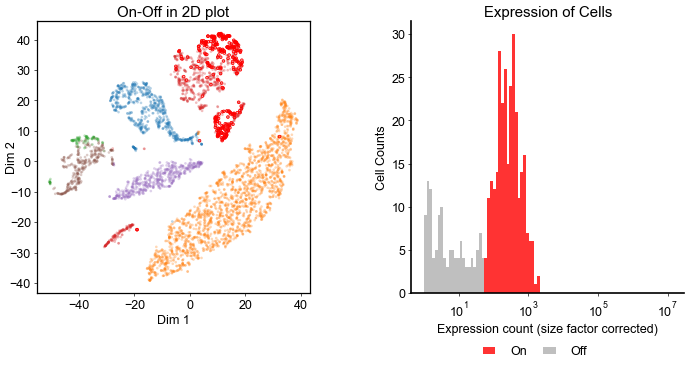 On-Off in 2D plot
40
30
20
10
0
−10
−20
−30
−40
Dim 2
−40 −20 0 20 40
Dim 1
Expression of Cells
30
25
20
15
10
5
0
Cell Counts
10^1 10^3 10^5 10^7
Expression count (size factor corrected)
On Off